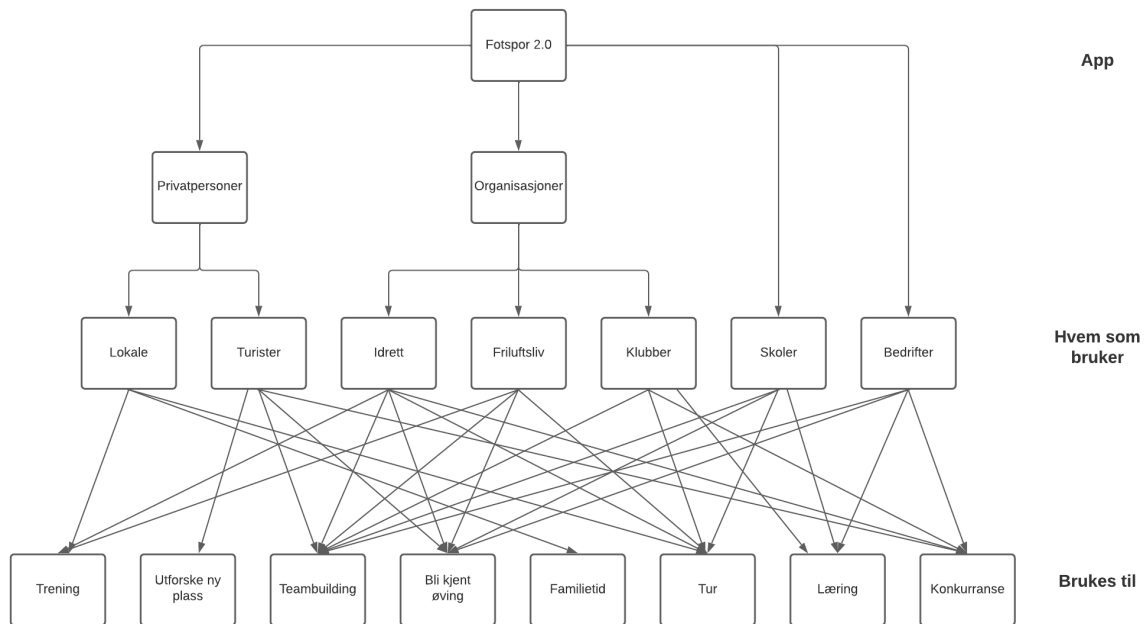 Fotspor 2.0
App
Privatpersoner
Organisasjoner
Lokale
Turister
Idrett
Friluftsliv
Klubber
Skoler
Bedrifter
Hvem som
bruker
Trening
Utforske ny
plass
Teambuilding
Bli kjent
øving
Familietid
Tur
Læring
Konkurranse
Brukes til